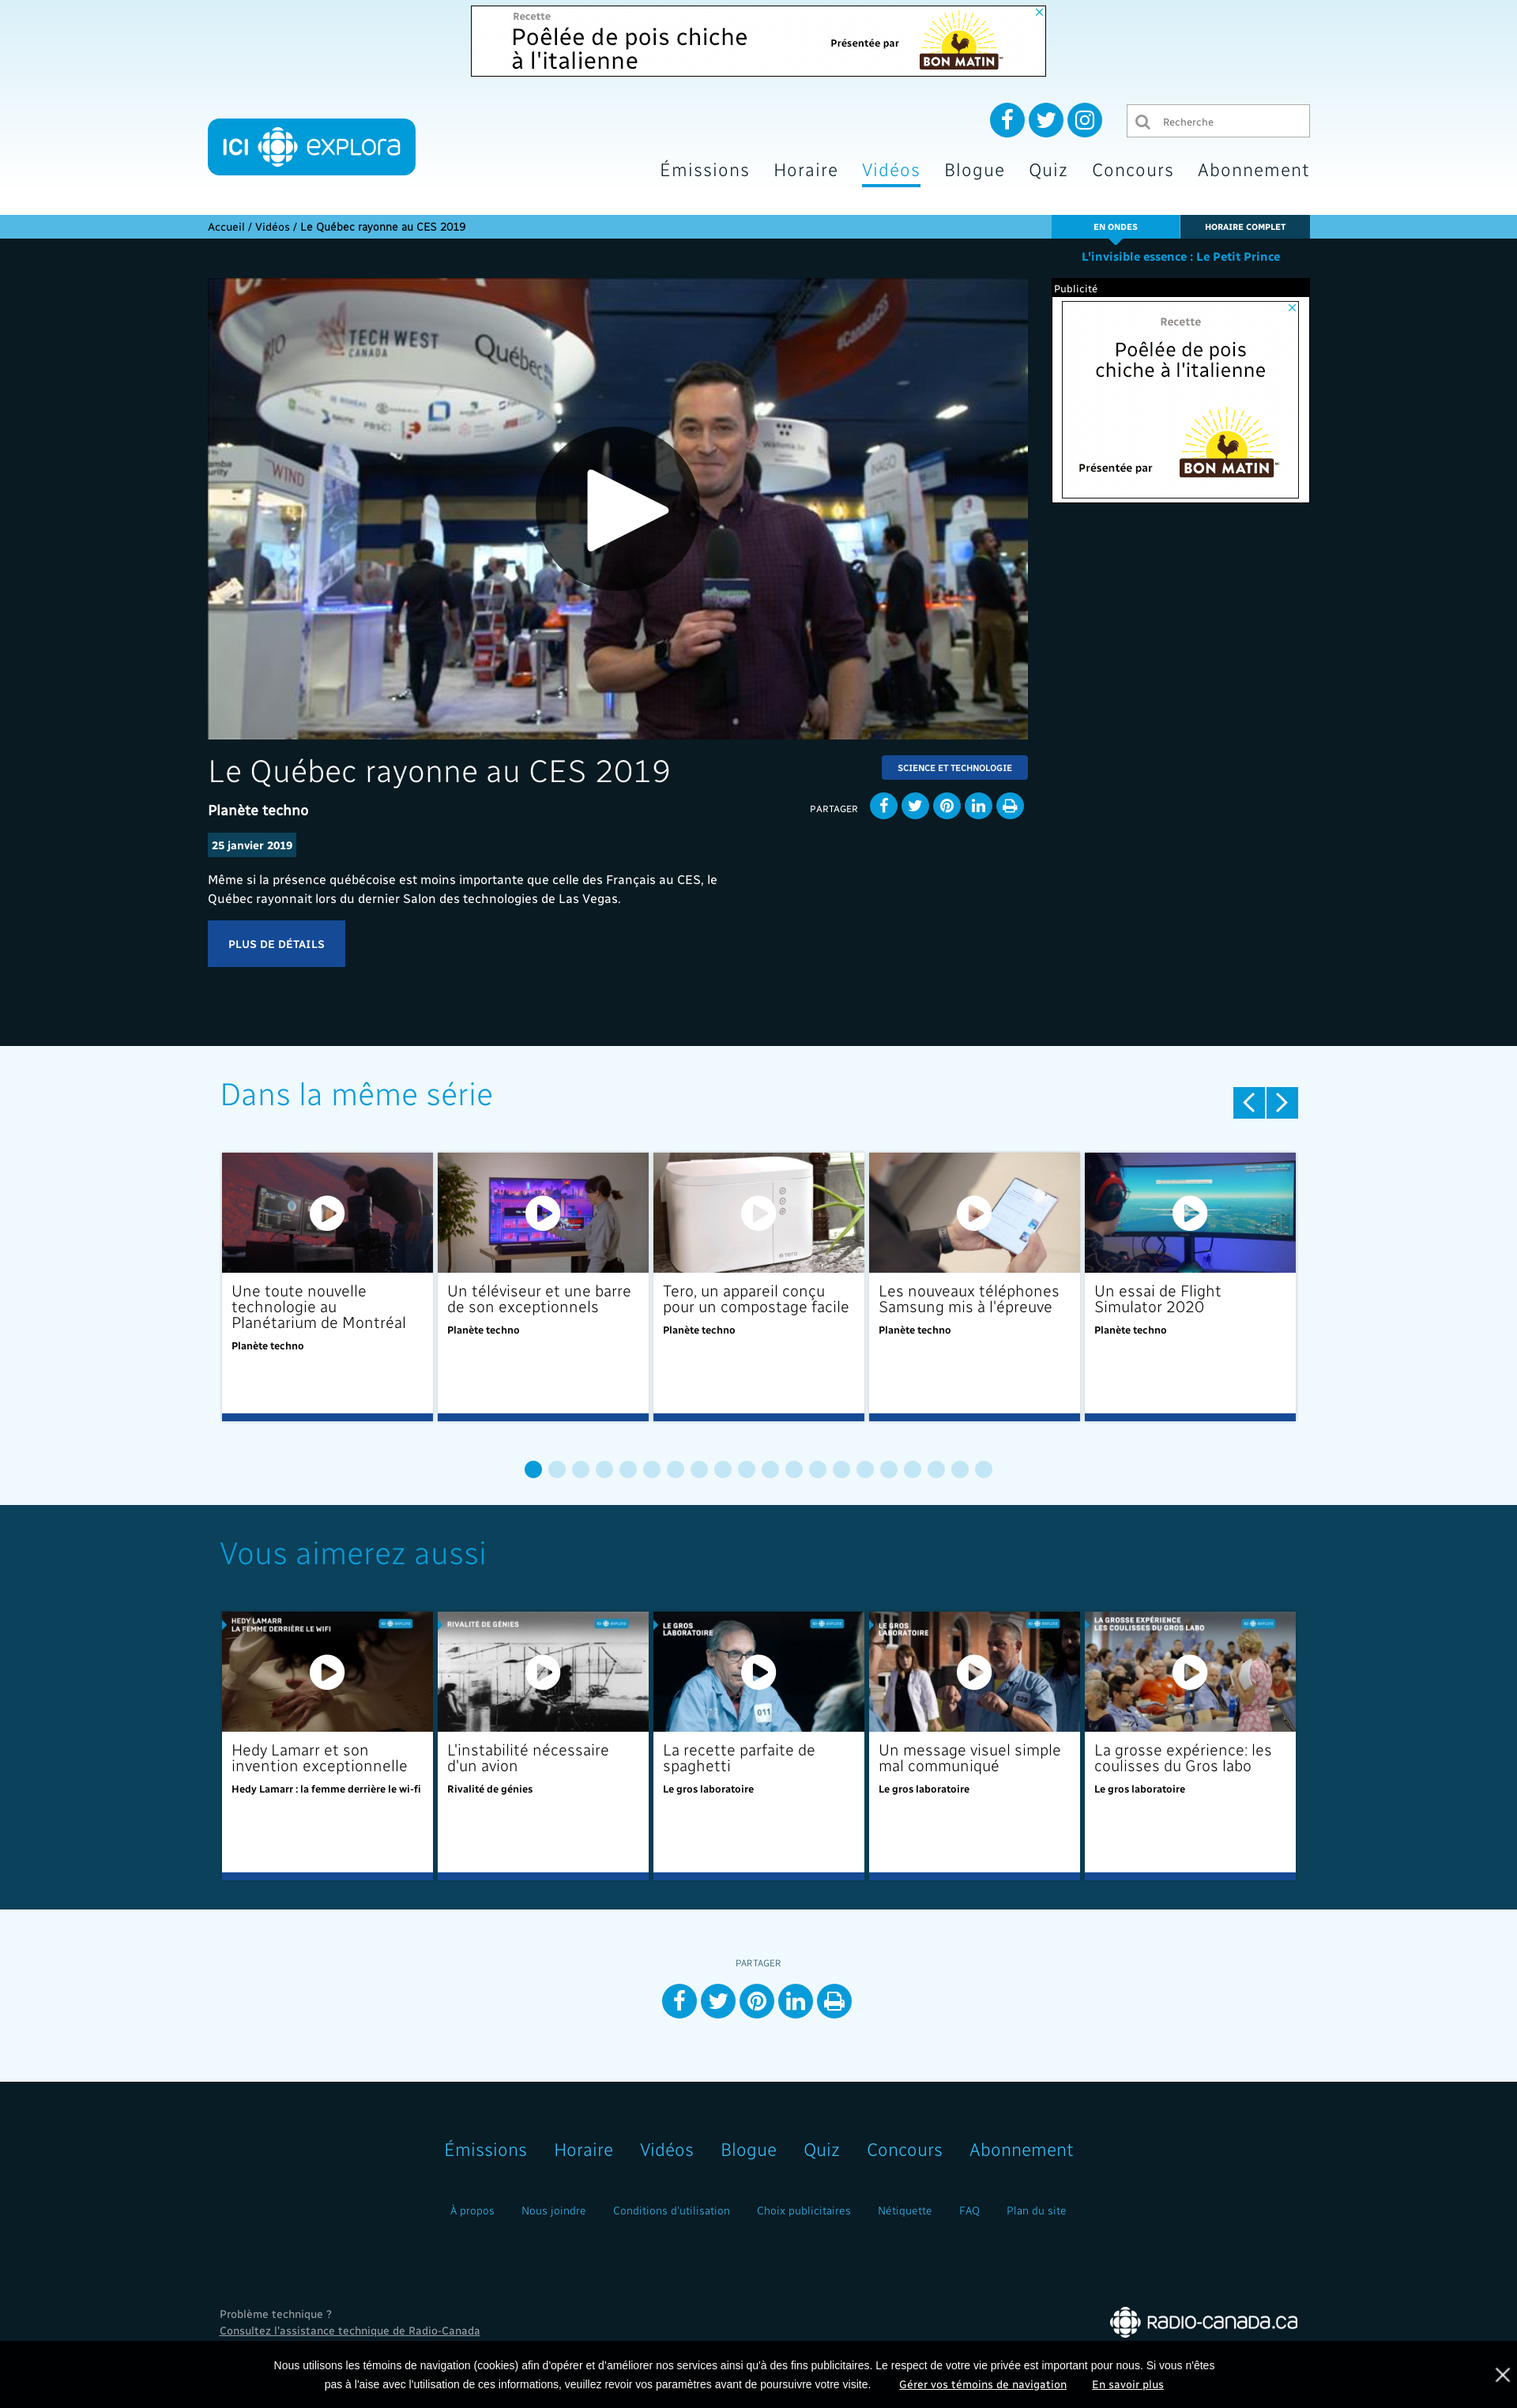 Recette
Poêlée de pois chiche
à l'italienne
Présentée par
BON MATIN
ICI explora
Recherche
Émissions Horaire Vidéos Blogue Quiz Concours Abonnement
Accueil / Vidéos / Le Québec rayonne au CES 2019
EN ONDES
HORAIRE COMPLET
L'invisible essence : Le Petit Prince
Publicité
Recette
Poêlée de pois
chiche à l'italienne
Présentée par
BON MATIN
TECH WEST
CANADA
Québec
#CanadaCES
WIND
Le Québec rayonne au CES 2019
SCIENCE ET TECHNOLOGIE
Planète techno
PARTAGER
25 janvier 2019
Même si la présence québécoise est moins importante que celle des Français au CES, le
Québec rayonnait lors du dernier Salon des technologies de Las Vegas.
PLUS DE DÉTAILS
Dans la même série
Une toute nouvelle
technologie au
Planétarium de Montréal
Planète techno
Un téléviseur et une barre
de son exceptionnels
Planète techno
Tero, un appareil conçu
pour un compostage facile
Planète techno
Les nouveaux téléphones
Samsung mis à l'épreuve
Planète techno
Un essai de Flight
Simulator 2020
Planète techno
Vous aimerez aussi
HEDY LAMARR
LA FEMME DERRIÈRE LE WIFI
Hedy Lamarr et son
invention exceptionnelle
Hedy Lamarr : la femme derrière le wi-fi
RIVALITÉ DE GÉNIES
L'instabilité nécessaire
d'un avion
Rivalité de génies
LE GROS
LABORATOIRE
011
La recette parfaite de
spaghetti
Le gros laboratoire
LE GROS
LABORATOIRE
029
Un message visuel simple
mal communiqué
Le gros laboratoire
LA GROSSE EXPÉRIENCE
LES COULISSES DU GROS LABO
La grosse expérience: les
coulisses du Gros labo
Le gros laboratoire
PARTAGER
Émissions Horaire Vidéos Blogue Quiz Concours Abonnement
À propos Nous joindre Conditions d'utilisation Choix publicitaires Nétiquette FAQ Plan du site
Problème technique ?
Consultez l'assistance technique de Radio-Canada
RADIO-CANADA.CA
Nous utilisons les témoins de navigation (cookies) afin d'opérer et d'améliorer nos services ainsi qu'à des fins publicitaires. Le respect de votre vie privée est important pour nous. Si vous n'êtes
pas à l'aise avec l'utilisation de ces informations, veuillez revoir vos paramètres avant de poursuivre votre visite. Gérer vos témoins de navigation En savoir plus